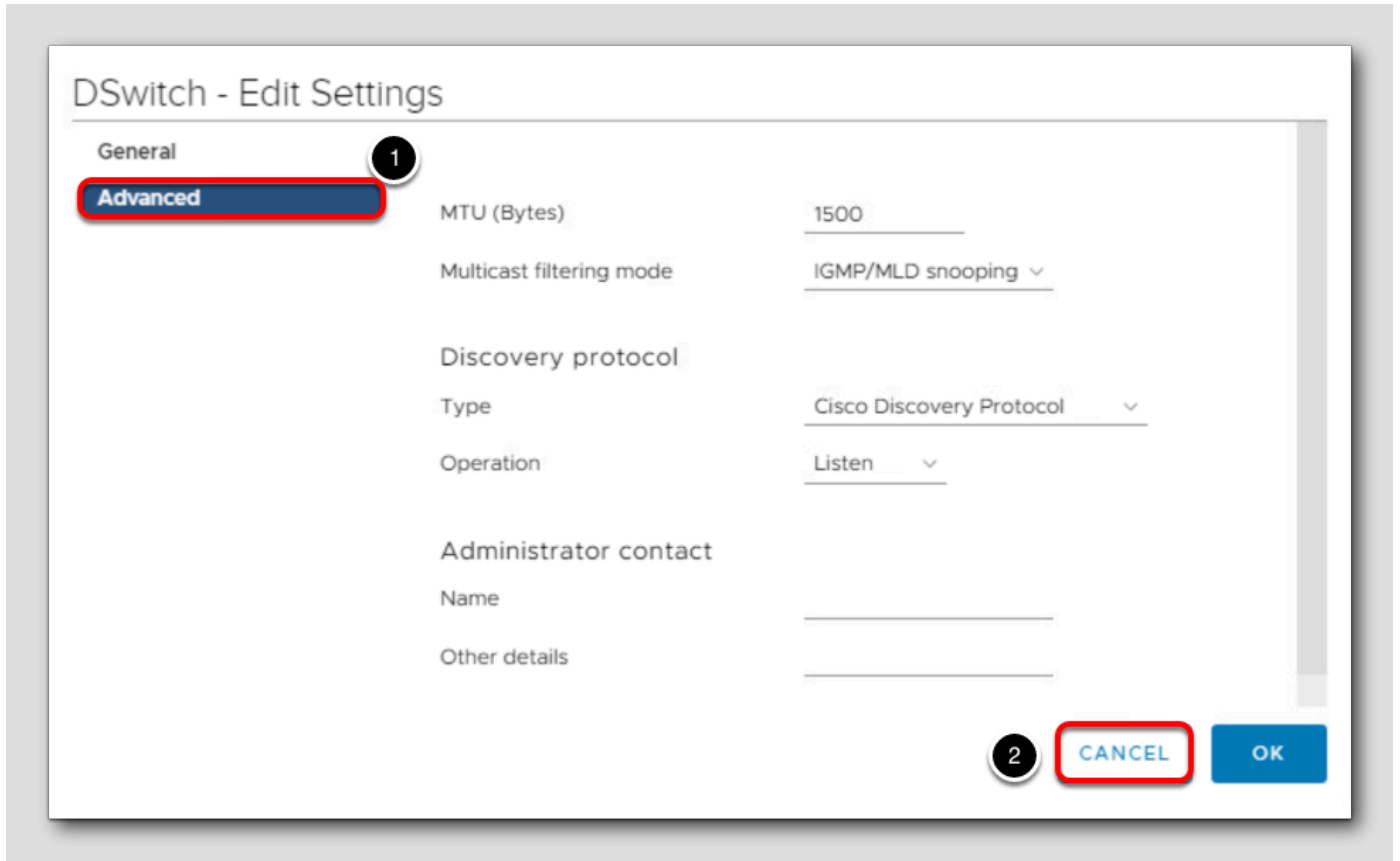 DSwitch - Edit Settings
General
1
Advanced
MTU (Bytes) 1500
Multicast filtering mode IGMP/MLD snooping
Discovery protocol
Type Cisco Discovery Protocol
Operation Listen
Administrator contact
Name
Other details
2 CANCEL OK